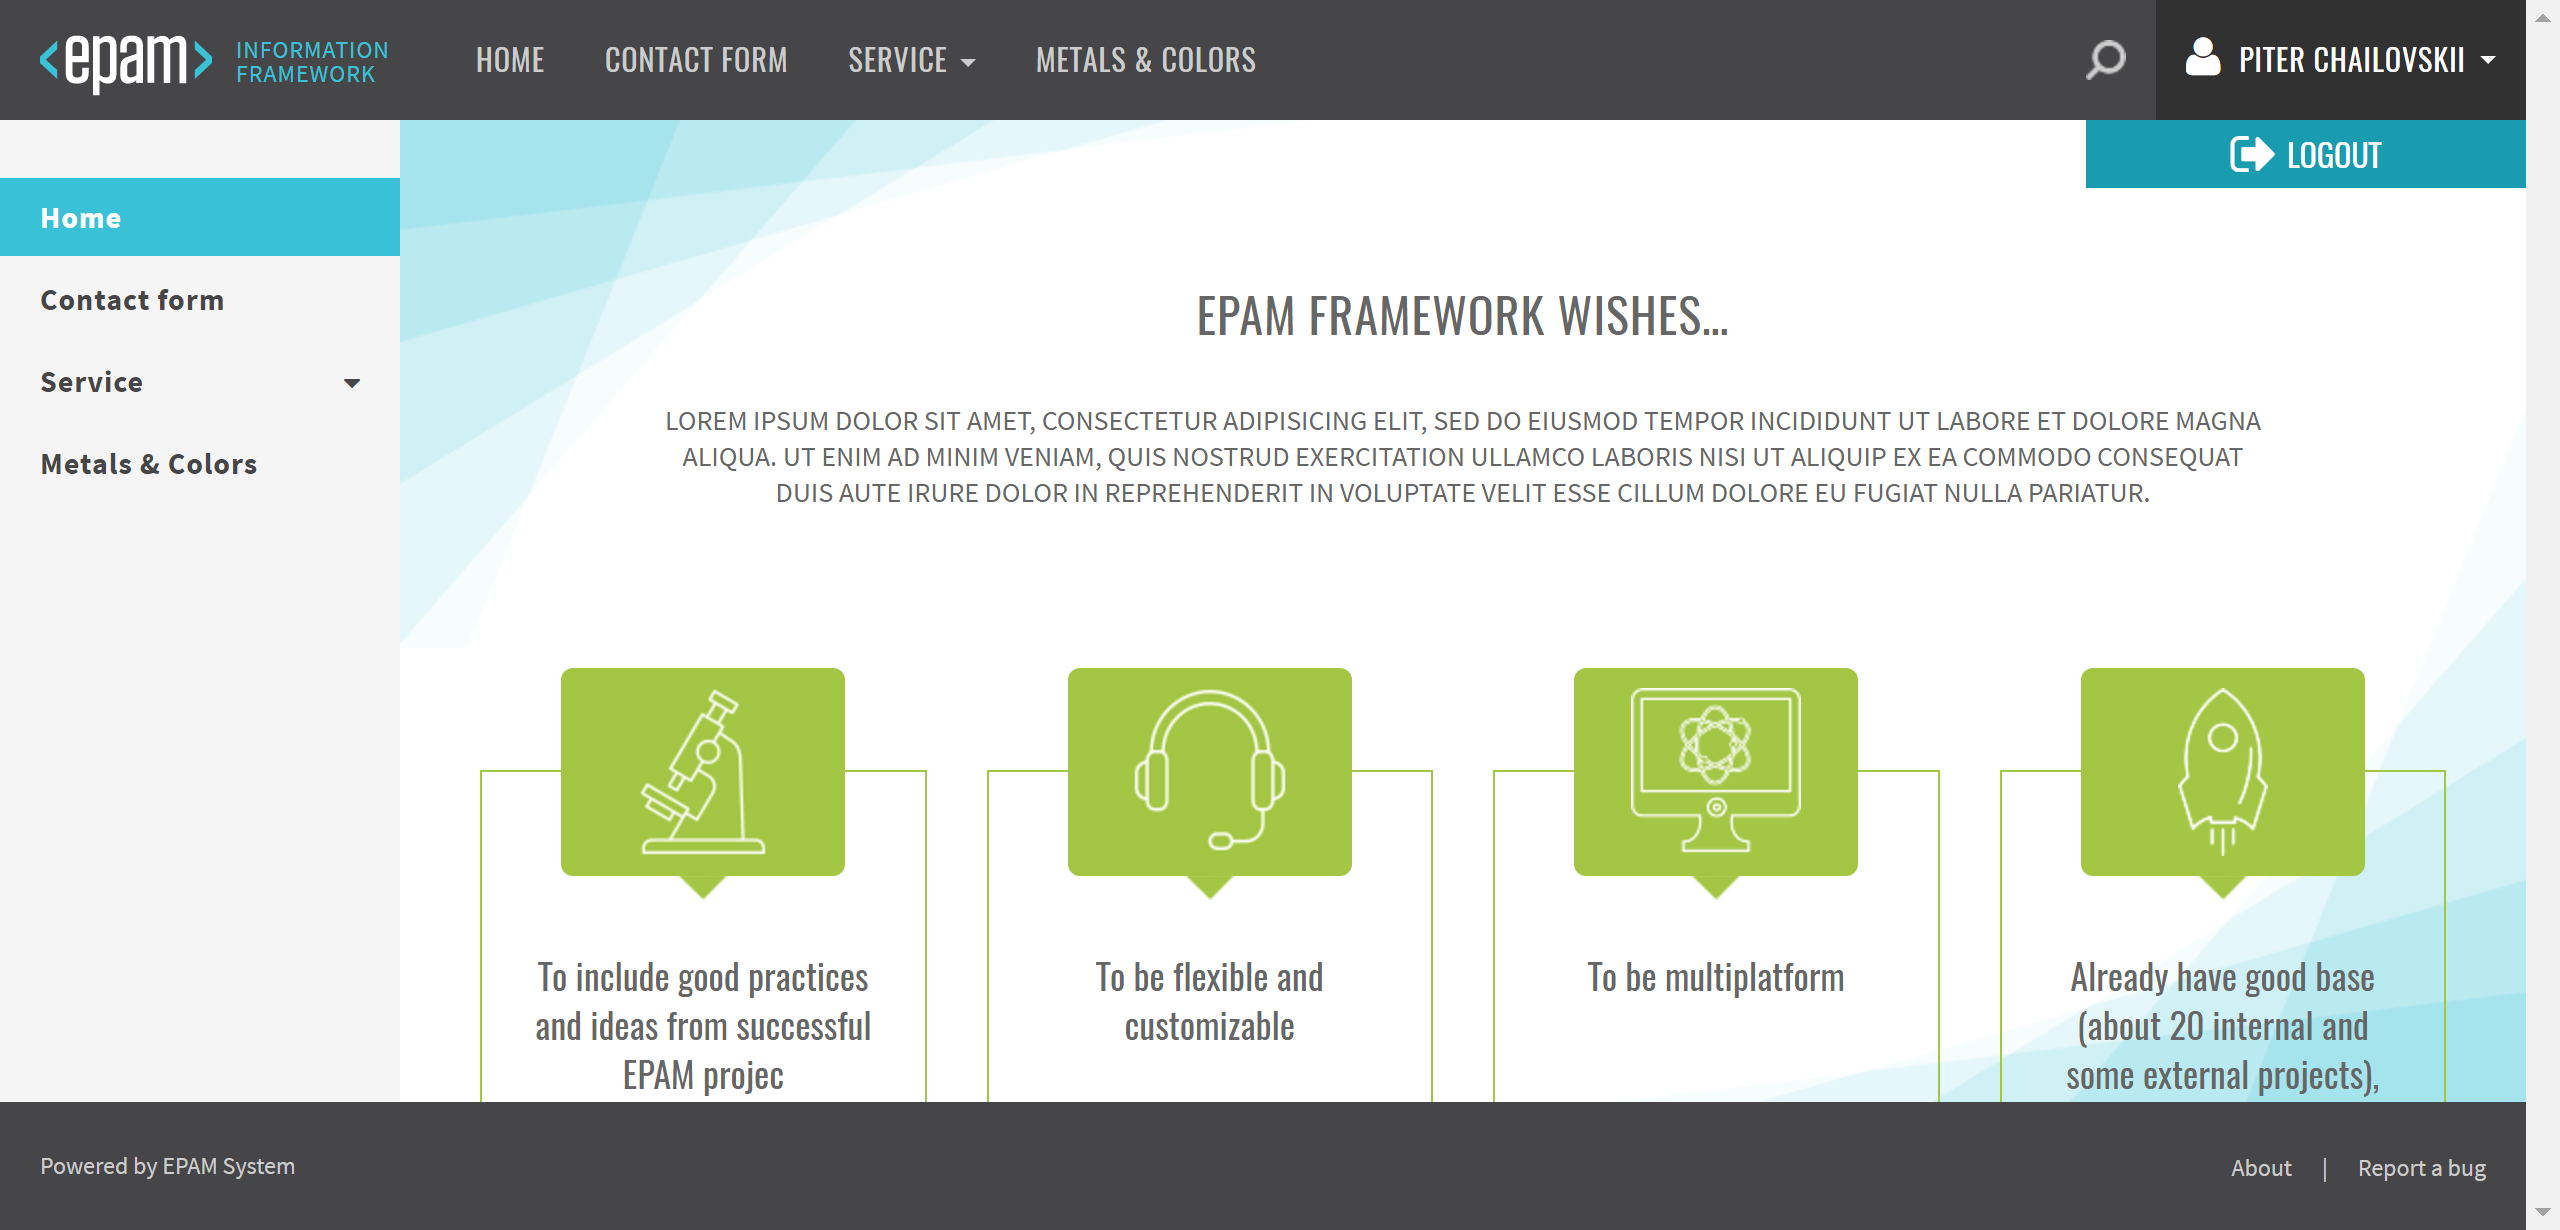 epam
INFORMATION
FRAMEWORK
HOME
CONTACT FORM
SERVICE
METALS & COLORS
PITER CHAILOVSKII
LOGOUT
Home
Contact form
Service
Metals & Colors
EPAM FRAMEWORK WISHES…
LOREM IPSUM DOLOR SIT AMET, CONSECTETUR ADIPISICING ELIT, SED DO EIUSMOD TEMPOR INCIDIDUNT UT LABORE ET DOLORE MAGNA
ALIQUA. UT ENIM AD MINIM VENIAM, QUIS NOSTRUD EXERCITATION ULLAMCO LABORIS NISI UT ALIQUIP EX EA COMMODO CONSEQUAT
DUIS AUTE IRURE DOLOR IN REPREHENDERIT IN VOLUPTATE VELIT ESSE CILLUM DOLORE EU FUGIAT NULLA PARIATUR.
To include good practices
and ideas from successful
EPAM projec
To be flexible and
customizable
To be multiplatform
Already have good base
(about 20 internal and
some external projects),
Powered by EPAM System
About | Report a bug